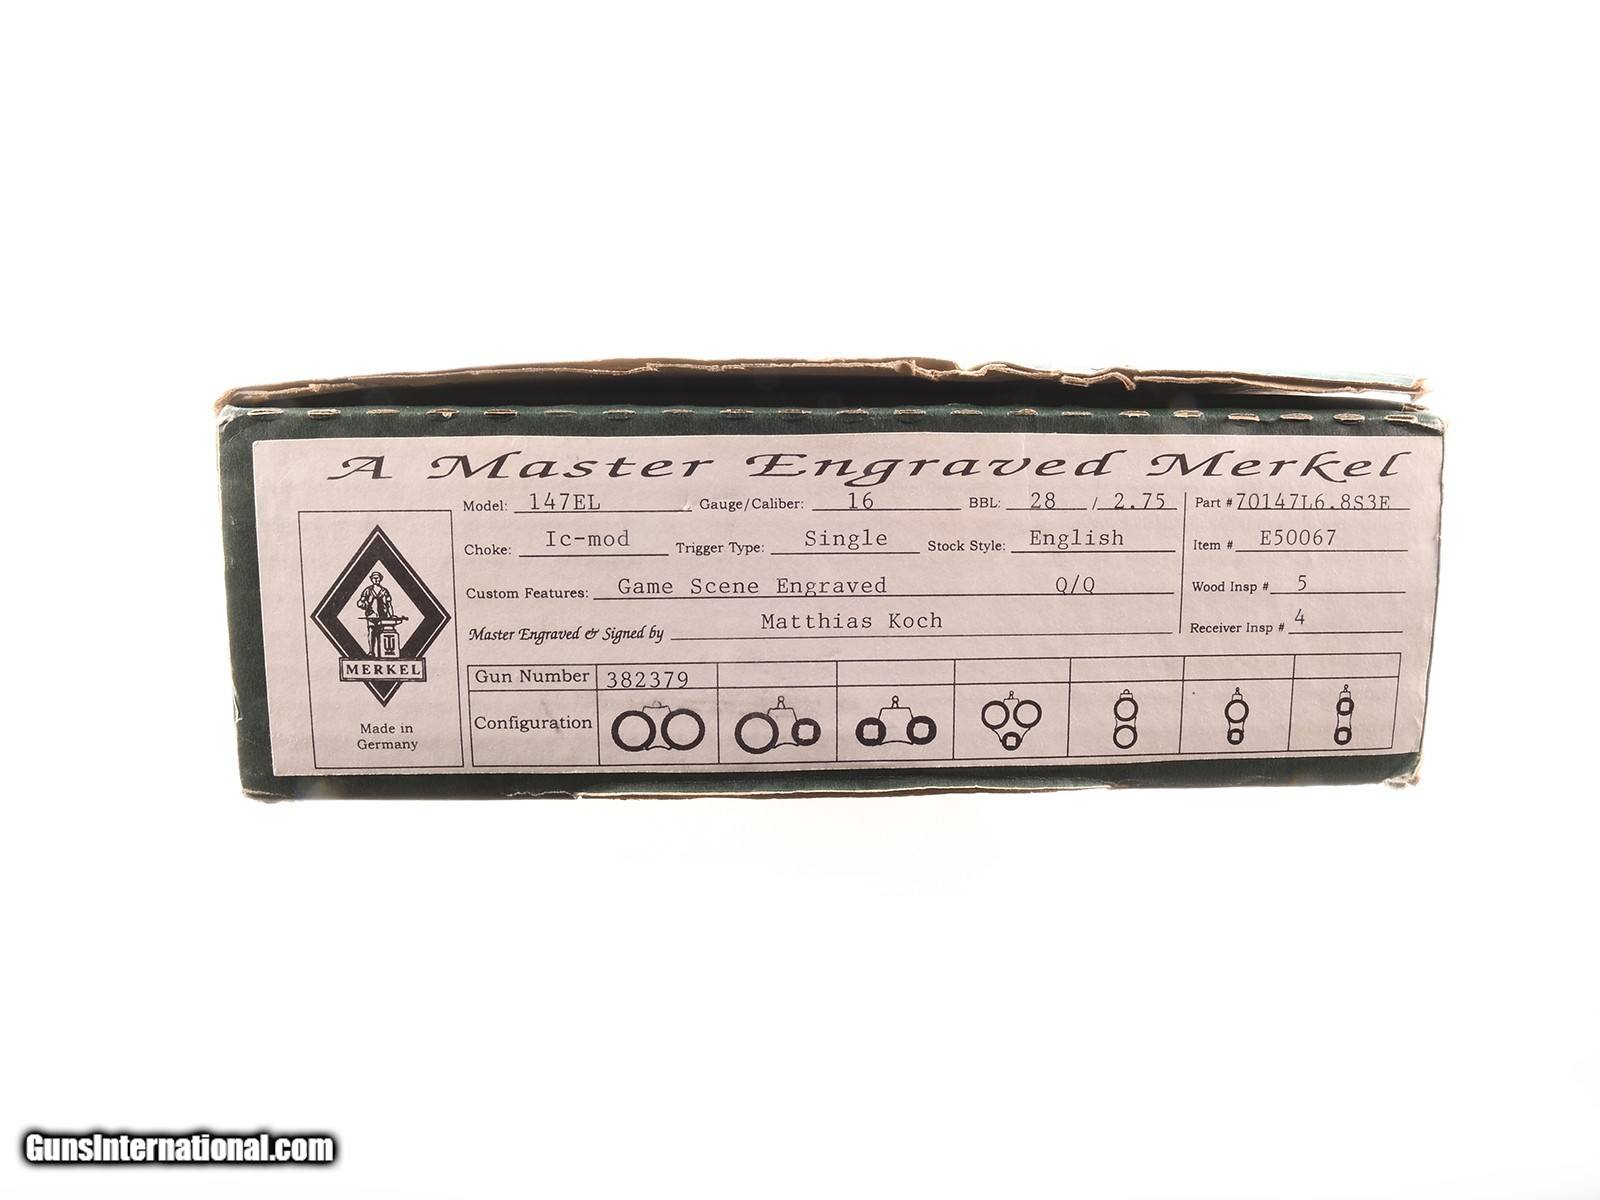 A Master Engraved Merkel
Model: 147EL Gauge/Caliber: 16 BBL: 28 / 2.75 Part # 70147L6.8S3E
Choke: Ic-mod Trigger Type: Single Stock Style: English Item # E50067
Custom Features: Game Scene Engraved Q/Q Wood Insp # 5
Master Engraved & Signed by Matthias Koch Receiver Insp # 4
MERKEL
Made in
Germany
Gun Number 382379
Configuration
GunsInternational.com